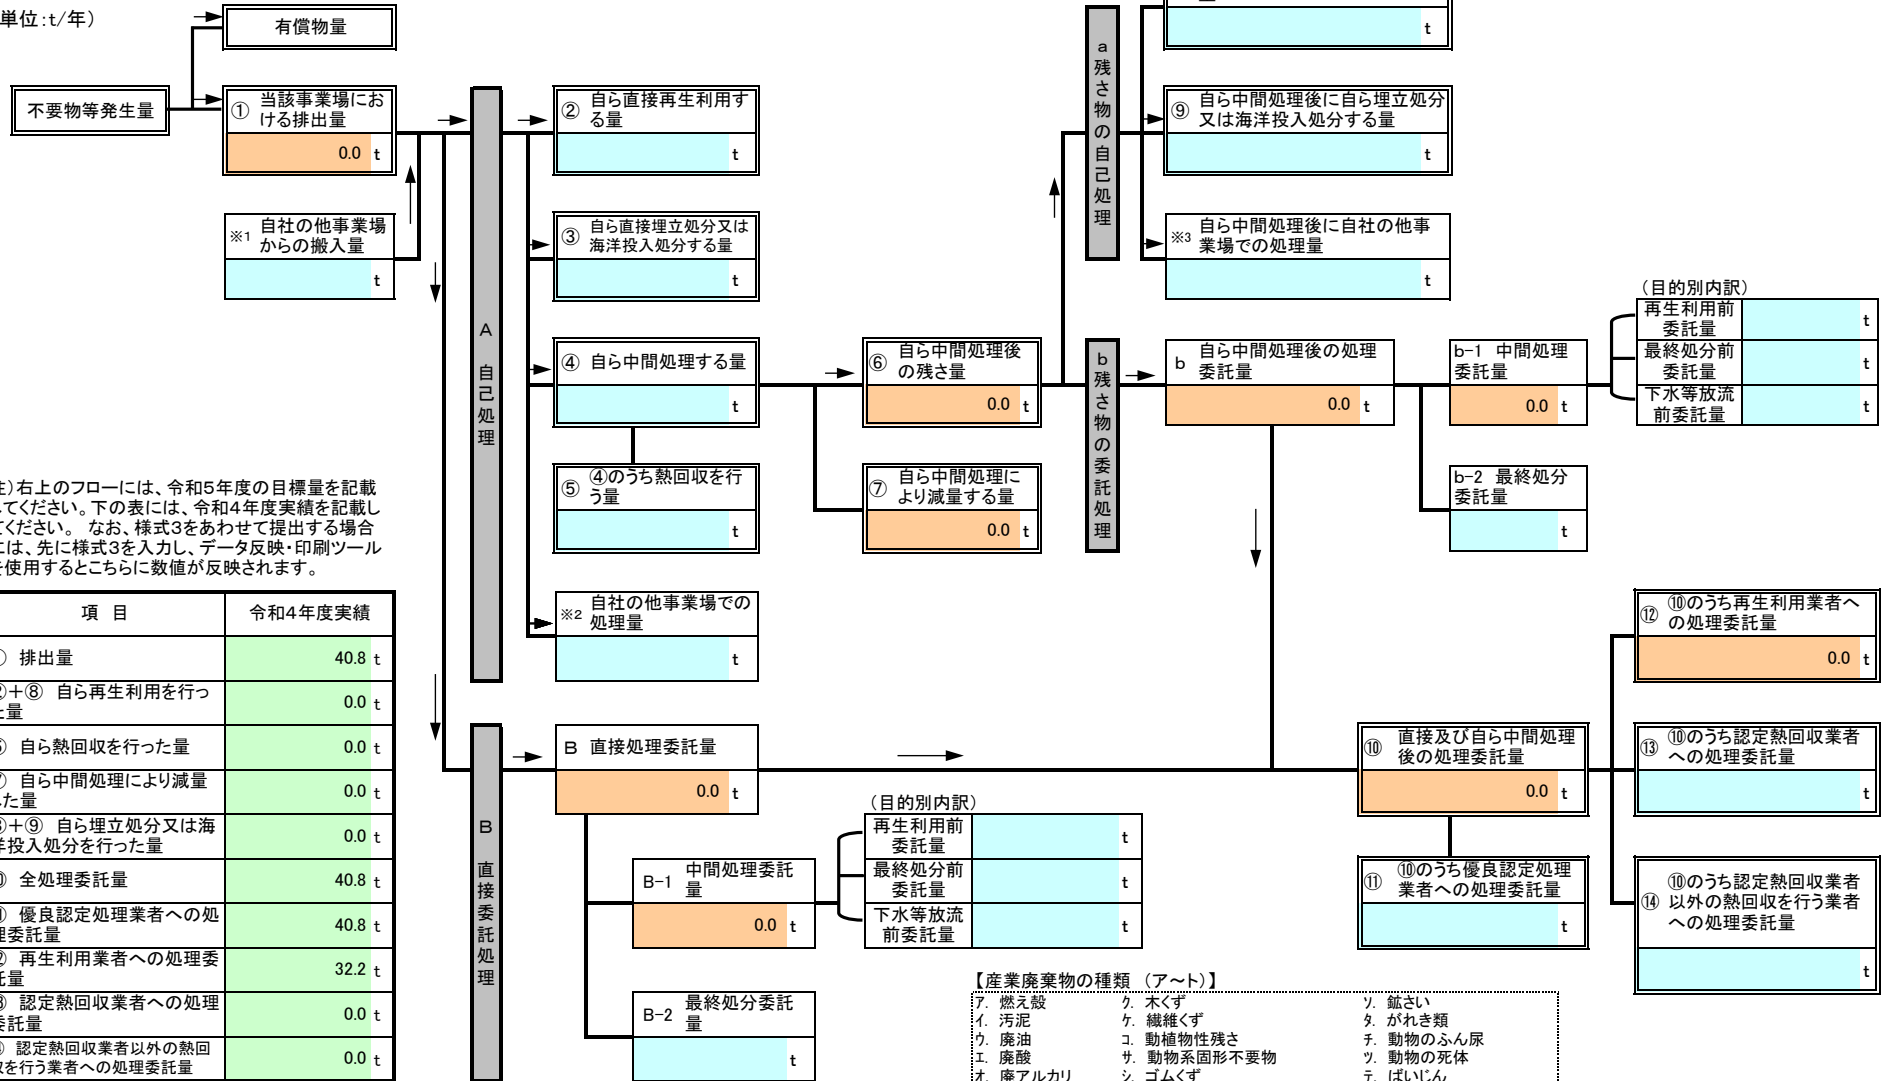 単位:t/年)
有償物量
不要物等発生量
① 当該事業場にお
ける排出量
0.0 t
※1 自社の他事業場
からの搬入量
t
A 自己処理
② 自ら直接再生利用す
る量
t
③ 自ら直接埋立処分又は
海洋投入処分する量
t
④ 自ら中間処理する量
t
⑤ ④のうち熱回収を行
う量
t
※2 自社の他事業場での
処理量
t
⑥ 自ら中間処理後
の残さ量
0.0 t
⑦ 自ら中間処理に
より減量する量
0.0 t
a残さ物の自己処理
t
⑨ 自ら中間処理後に自ら埋立処分
又は海洋投入処分する量
t
※3 自ら中間処理後に自社の他事
業場での処理量
t
b残さ物の委託処理
b 自ら中間処理後の処理
委託量
0.0 t
b-1 中間処理
委託量
0.0 t
b-2 最終処分
委託量
t
(目的別内訳)
再生利用前
委託量 t
最終処分前
委託量 t
下水等放流
前委託量 t
)右上のフローには、令和5年度の目標量を記載
してください。下の表には、令和4年度実績を記載し
てください。 なお、様式3をあわせて提出する場合
には、先に様式3を入力し、データ反映・印刷ツール
を使用するとこちらに数値が反映されます。
項 目 令和4年度実績
排出量 40.8 t
+⑧ 自ら再生利用を行っ
た量 0.0 t
自ら熱回収を行った量 0.0 t
自ら中間処理により減量
した量 0.0 t
+⑨ 自ら埋立処分又は海
洋投入処分を行った量 0.0 t
全処理委託量 40.8 t
優良認定処理業者への処
理委託量 40.8 t
再生利用業者への処理委
託量 32.2 t
認定熱回収業者への処理
委託量 0.0 t
認定熱回収業者以外の熱回
収を行う業者への処理委託量 0.0 t
B 直接委託処理
B 直接処理委託量
0.0 t
B-1 中間処理委託
量
0.0 t
B-2 最終処分委託
量
t
(目的別内訳)
再生利用前
委託量 t
最終処分前
委託量 t
下水等放流
前委託量 t
⑩ 直接及び自ら中間処理
後の処理委託量
0.0 t
⑪ ⑩のうち優良認定処理
業者への処理委託量
t
⑫ ⑩のうち再生利用業者へ
の処理委託量
0.0 t
⑬ ⑩のうち認定熱回収業者
への処理委託量
t
⑭ ⑩のうち認定熱回収業者
以外の熱回収を行う業者
への処理委託量
t
【産業廃棄物の種類 (ア～ト)】
ア. 燃え殻 ク. 木くず ソ. 鉱さい
イ. 汚泥 ケ. 繊維くず タ. がれき類
ウ. 廃油 コ. 動植物性残さ チ. 動物のふん尿
エ. 廃酸 サ. 動物系固形不要物 ツ. 動物の死体
オ. 廃アルカリ シ. ゴムくず テ. ばいじん